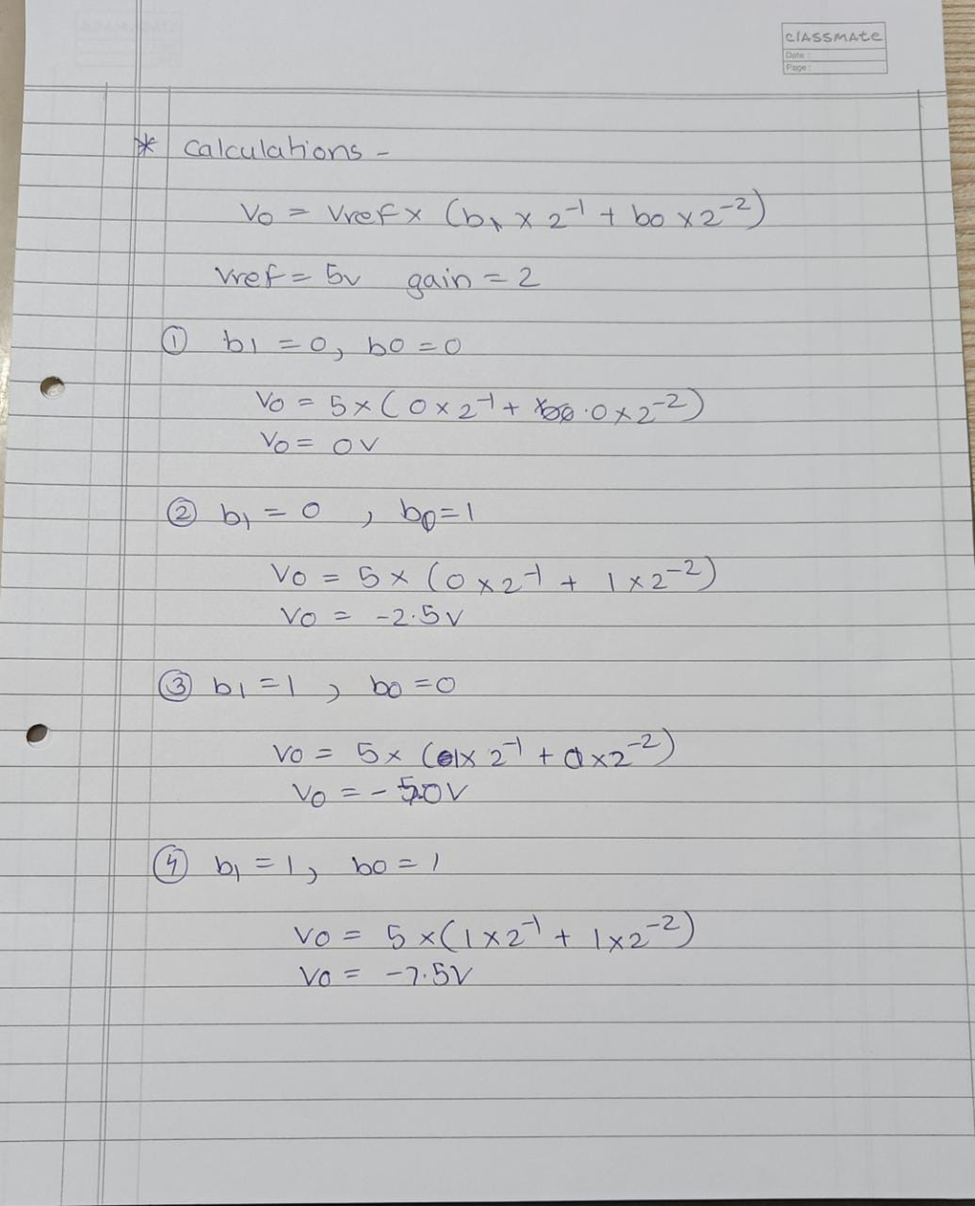 classmate
Date :
Page :
* Calculations -
Vo = Vref × (b1 × 2⁻¹ + bo × 2⁻²)
Vref = 5v gain = 2
① b1 = 0, b0 = 0
Vo = 5 × (0 × 2⁻¹ + 0 × 2⁻²)
Vo = 0V
② b1 = 0 , b0 = 1
Vo = 5 × (0 × 2⁻¹ + 1 × 2⁻²)
Vo = -2.5V
③ b1 = 1 , b0 = 0
Vo = 5 × (1 × 2⁻¹ + 0 × 2⁻²)
Vo = -5.0V
④ b1 = 1, b0 = 1
Vo = 5 × (1 × 2⁻¹ + 1 × 2⁻²)
Vo = -7.5V